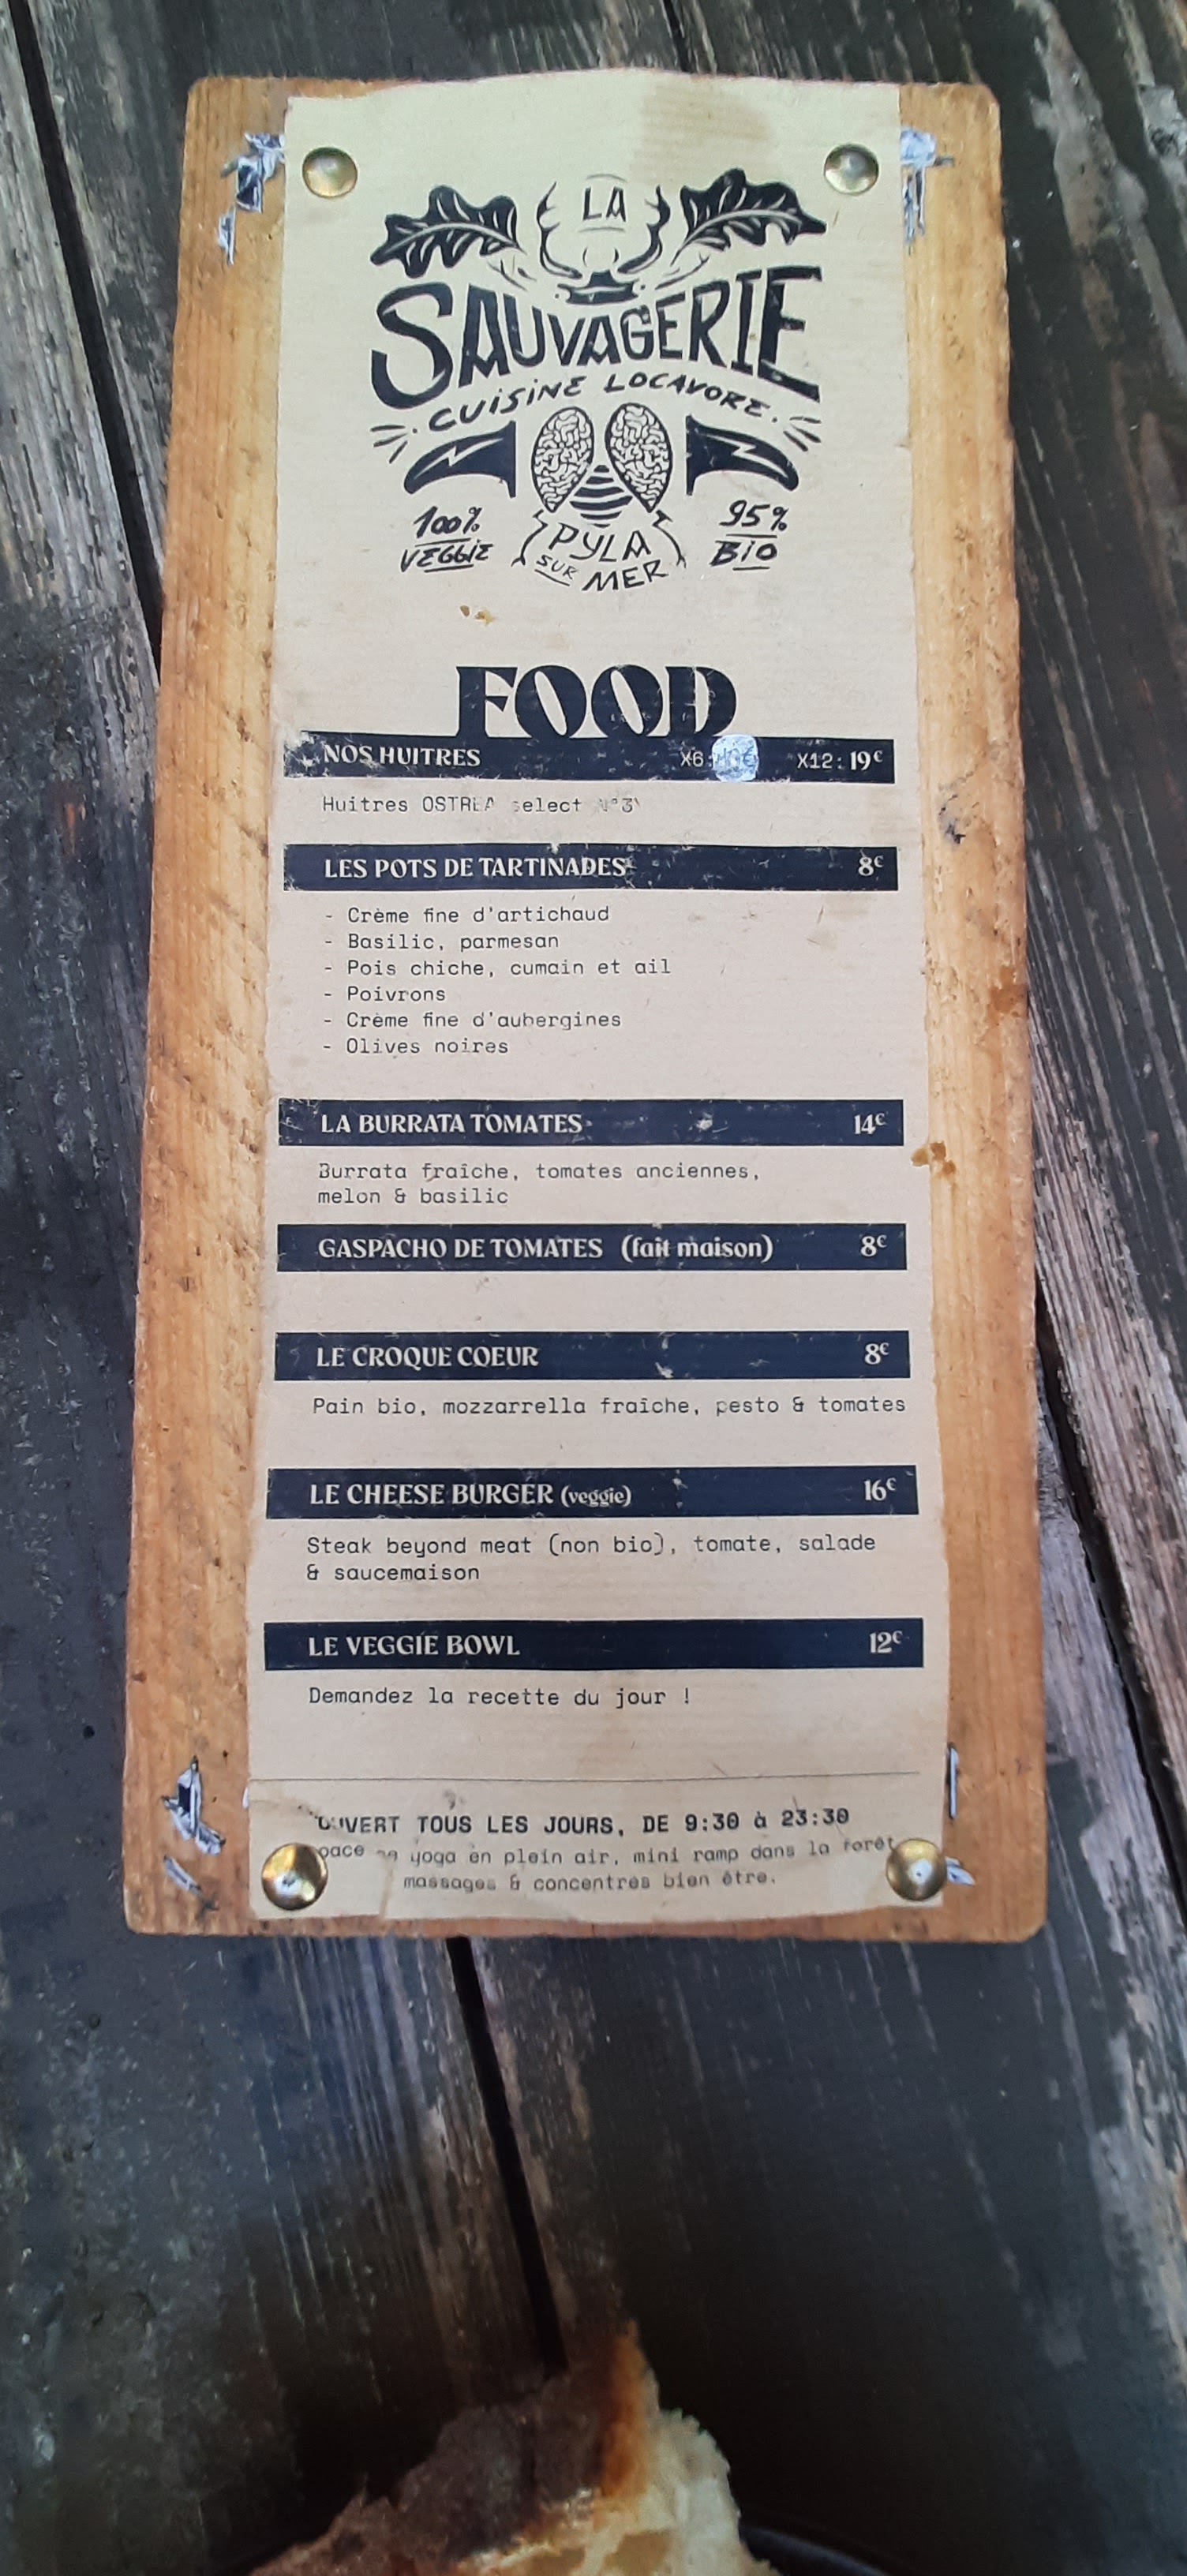 LA
SAUVAGERIE
CUISINE LOCAVORE
100%
VEGGIE
95%
BIO
PYLA
SUR
MER
FOOD
NOS HUITRES X6: X12: 19€
Huitres OSTREA select N°3
LES POTS DE TARTINADES 8€
- Crème fine d'artichaud
- Basilic, parmesan
- Pois chiche, cumain et ail
- Poivrons
- Crème fine d'aubergines
- Olives noires
LA BURRATA TOMATES 14€
Burrata fraîche, tomates anciennes,
melon & basilic
GASPACHO DE TOMATES (fait maison) 8€
LE CROQUE COEUR 8€
Pain bio, mozzarrella fraîche, pesto & tomates
LE CHEESE BURGER (veggie) 16€
Steak beyond meat (non bio), tomate, salade
& saucemaison
LE VEGGIE BOWL 12€
Demandez la recette du jour !
OUVERT TOUS LES JOURS, DE 9:30 à 23:30
yoga en plein air, mini ramp dans la forêt
massages & concentrés bien être.